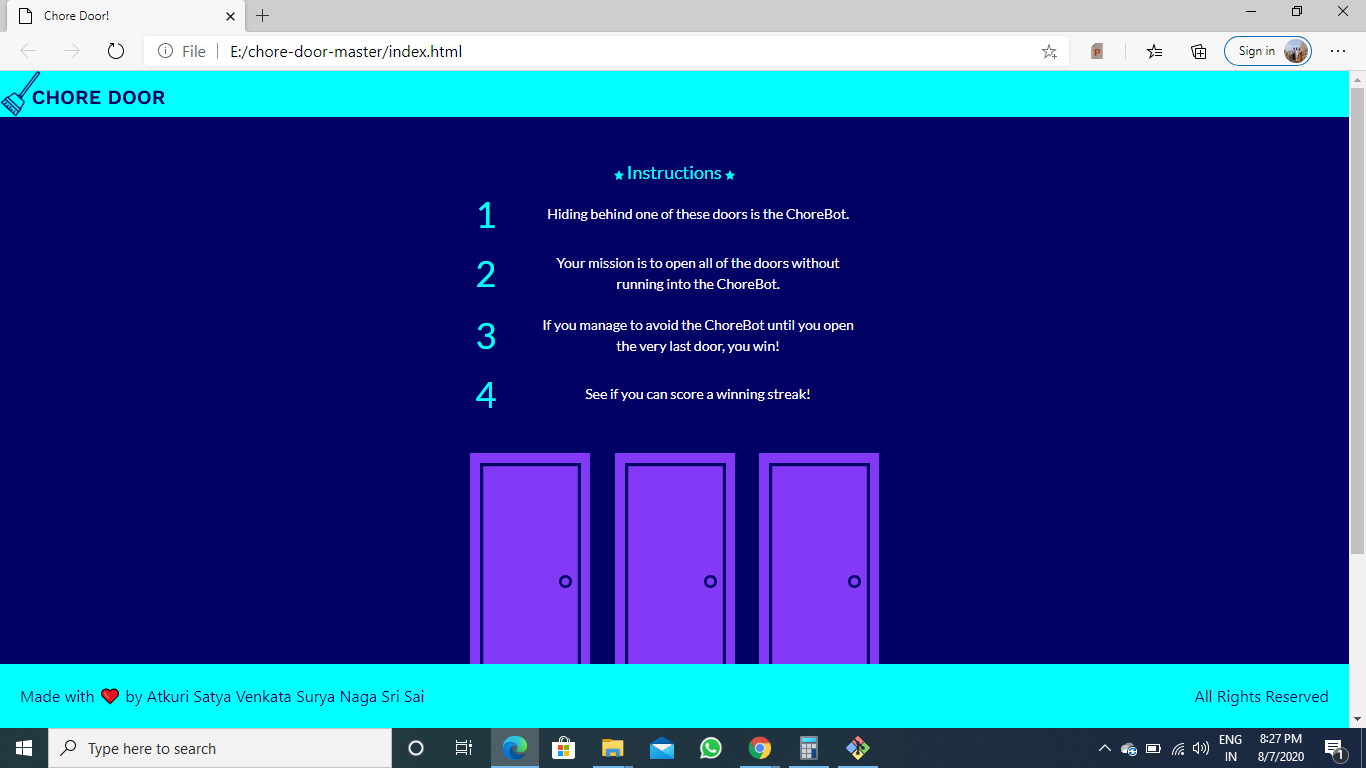 Chore Door!
File
E:/chore-door-master/index.html
P
Sign in
CHORE DOOR
Instructions
1
Hiding behind one of these doors is the ChoreBot.
2
Your mission is to open all of the doors without
running into the ChoreBot.
3
If you manage to avoid the ChoreBot until you open
the very last door, you win!
4
See if you can score a winning streak!
Made with ❤ by Atkuri Satya Venkata Surya Naga Sri Sai
All Rights Reserved
Type here to search
ENG
IN
8:27 PM
8/7/2020
1